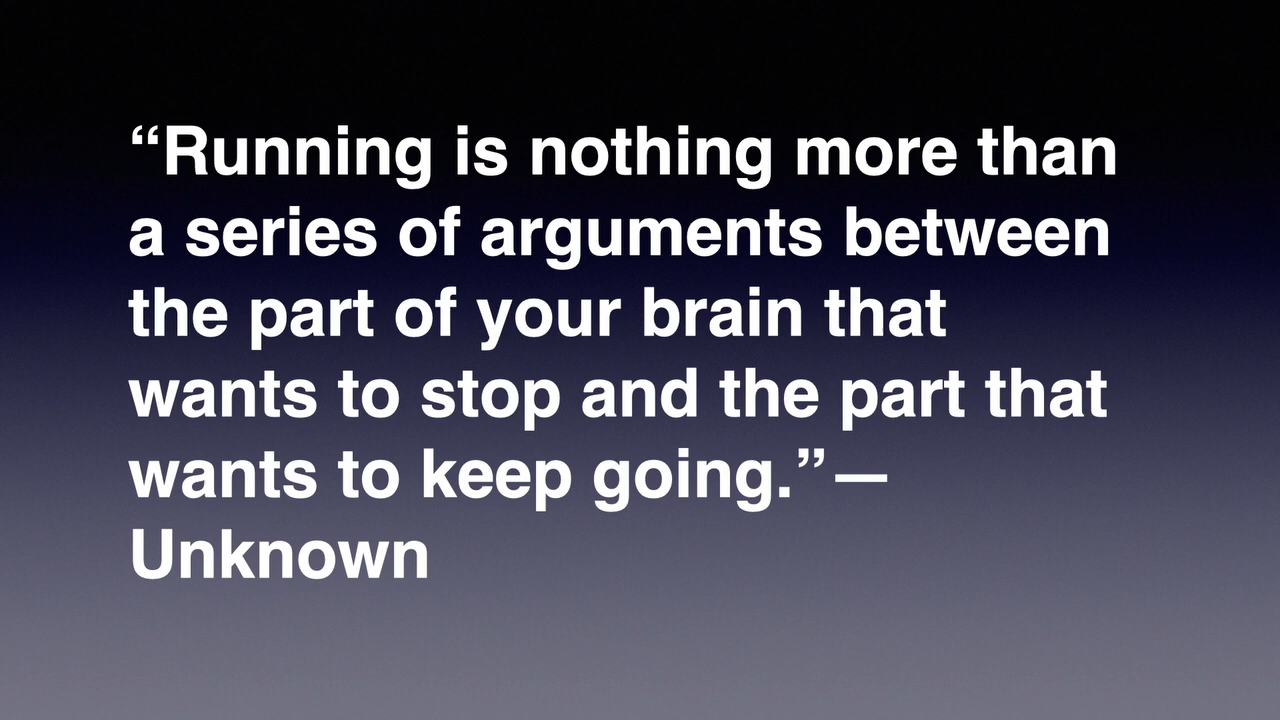 “Running is nothing more than
a series of arguments between
the part of your brain that
wants to stop and the part that
wants to keep going.” —
Unknown